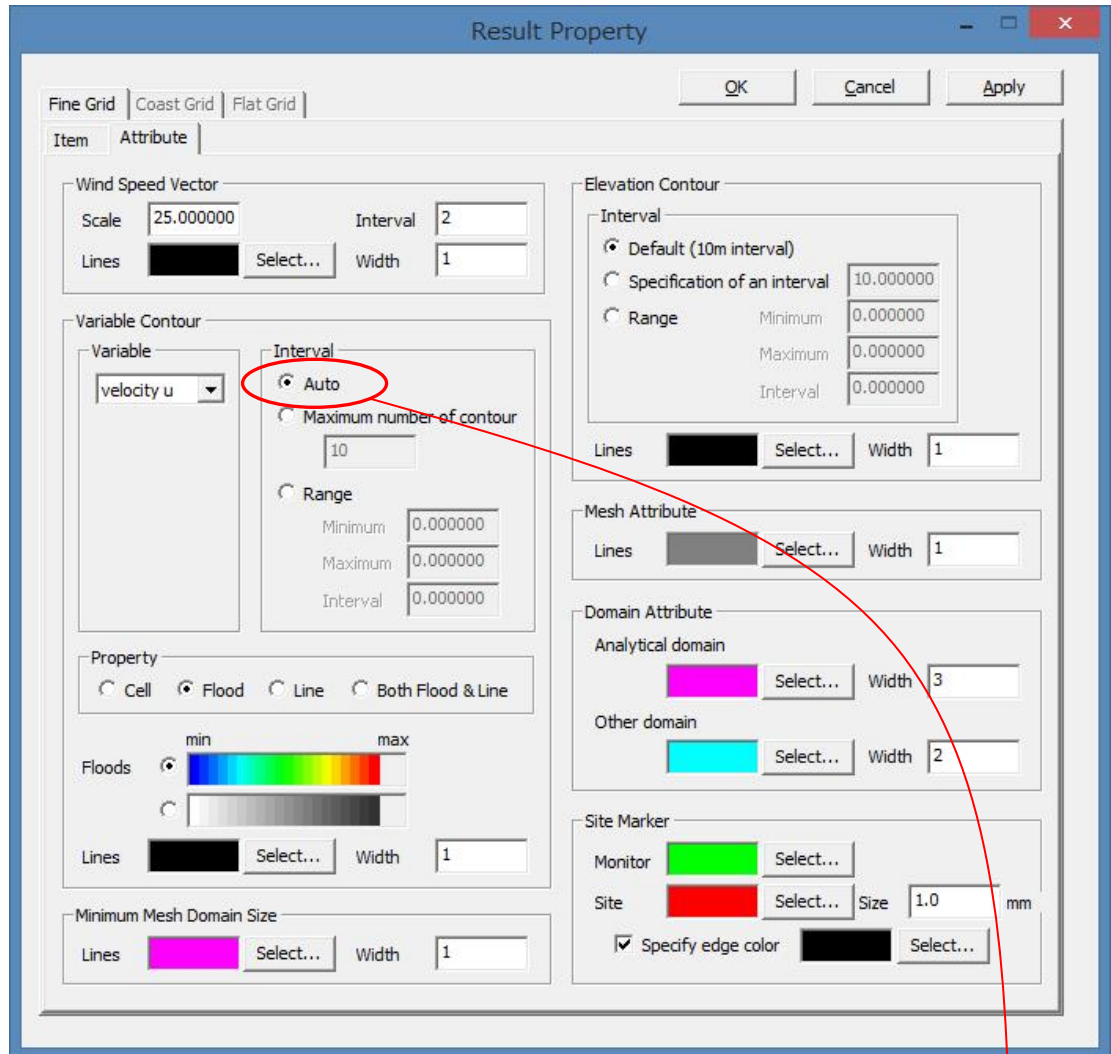 Result Property
OK Cancel Apply
Fine Grid Coast Grid Flat Grid
Item Attribute
Wind Speed Vector
Scale 25.000000 Interval 2
Lines Select... Width 1
Variable Contour
Variable
velocity u
Interval
Auto
Maximum number of contour
10
Range
Minimum 0.000000
Maximum 0.000000
Interval 0.000000
Property
Cell Flood Line Both Flood & Line
min max
Floods
Lines Select... Width 1
Minimum Mesh Domain Size
Lines Select... Width 1
Elevation Contour
Interval
Default (10m interval)
Specification of an interval 10.000000
Range Minimum 0.000000
Maximum 0.000000
Interval 0.000000
Lines Select... Width 1
Mesh Attribute
Lines Select... Width 1
Domain Attribute
Analytical domain
Select... Width 3
Other domain
Select... Width 2
Site Marker
Monitor Select...
Site Select... Size 1.0 mm
Specify edge color Select...